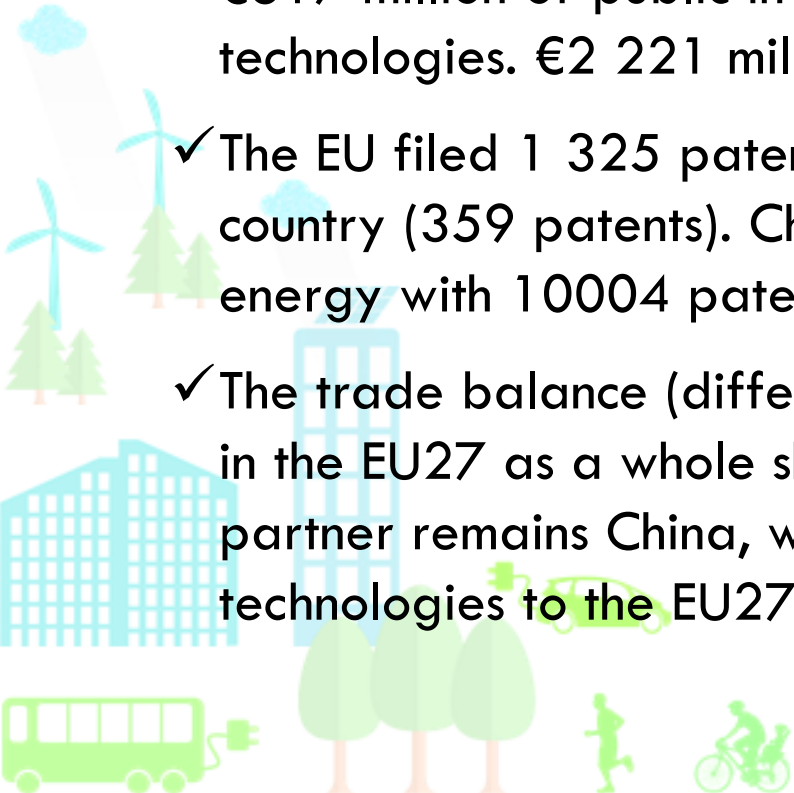 technologies. €2 221 mil
✓ The EU filed 1 325 pate
country (359 patents). Ch
energy with 10004 pate
✓ The trade balance (diffe
in the EU27 as a whole s
partner remains China, w
technologies to the EU27